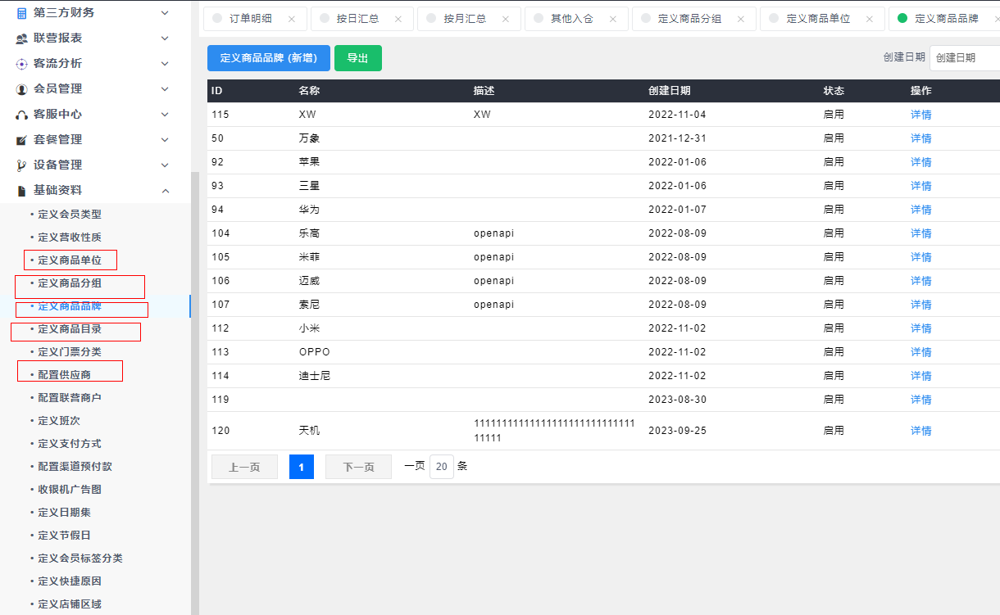 第三方财务
联营报表
客流分析
会员管理
客服中心
套餐管理
设备管理
基础资料
• 定义会员类型
• 定义营收性质
• 定义商品单位
• 定义商品分组
• 定义商品品牌
• 定义商品目录
• 定义门票分类
• 配置供应商
• 配置联营商户
• 定义班次
• 定义支付方式
• 配置渠道预付款
• 收银机广告图
• 定义日期集
• 定义节假日
• 定义会员标签分类
• 定义快捷原因
• 定义店铺区域
订单明细 按日汇总 按月汇总 其他入仓 定义商品分组 定义商品单位 定义商品品牌
定义商品品牌 (新增) 导出 创建日期 创建日期
ID 名称 描述 创建日期 状态 操作
115 XW XW 2022-11-04 启用 详情
50 万象 2021-12-31 启用 详情
92 苹果 2022-01-06 启用 详情
93 三星 2022-01-06 启用 详情
94 华为 2022-01-07 启用 详情
104 乐高 openapi 2022-08-09 启用 详情
105 米菲 openapi 2022-08-09 启用 详情
106 迈威 openapi 2022-08-09 启用 详情
107 索尼 openapi 2022-08-09 启用 详情
112 小米 2022-11-02 启用 详情
113 OPPO 2022-11-02 启用 详情
114 迪士尼 2022-11-02 启用 详情
119 2023-08-30 启用 详情
120 天机 1111111111111111111111111111 2023-09-25 启用 详情
11111
上一页 1 下一页 一页 20 条